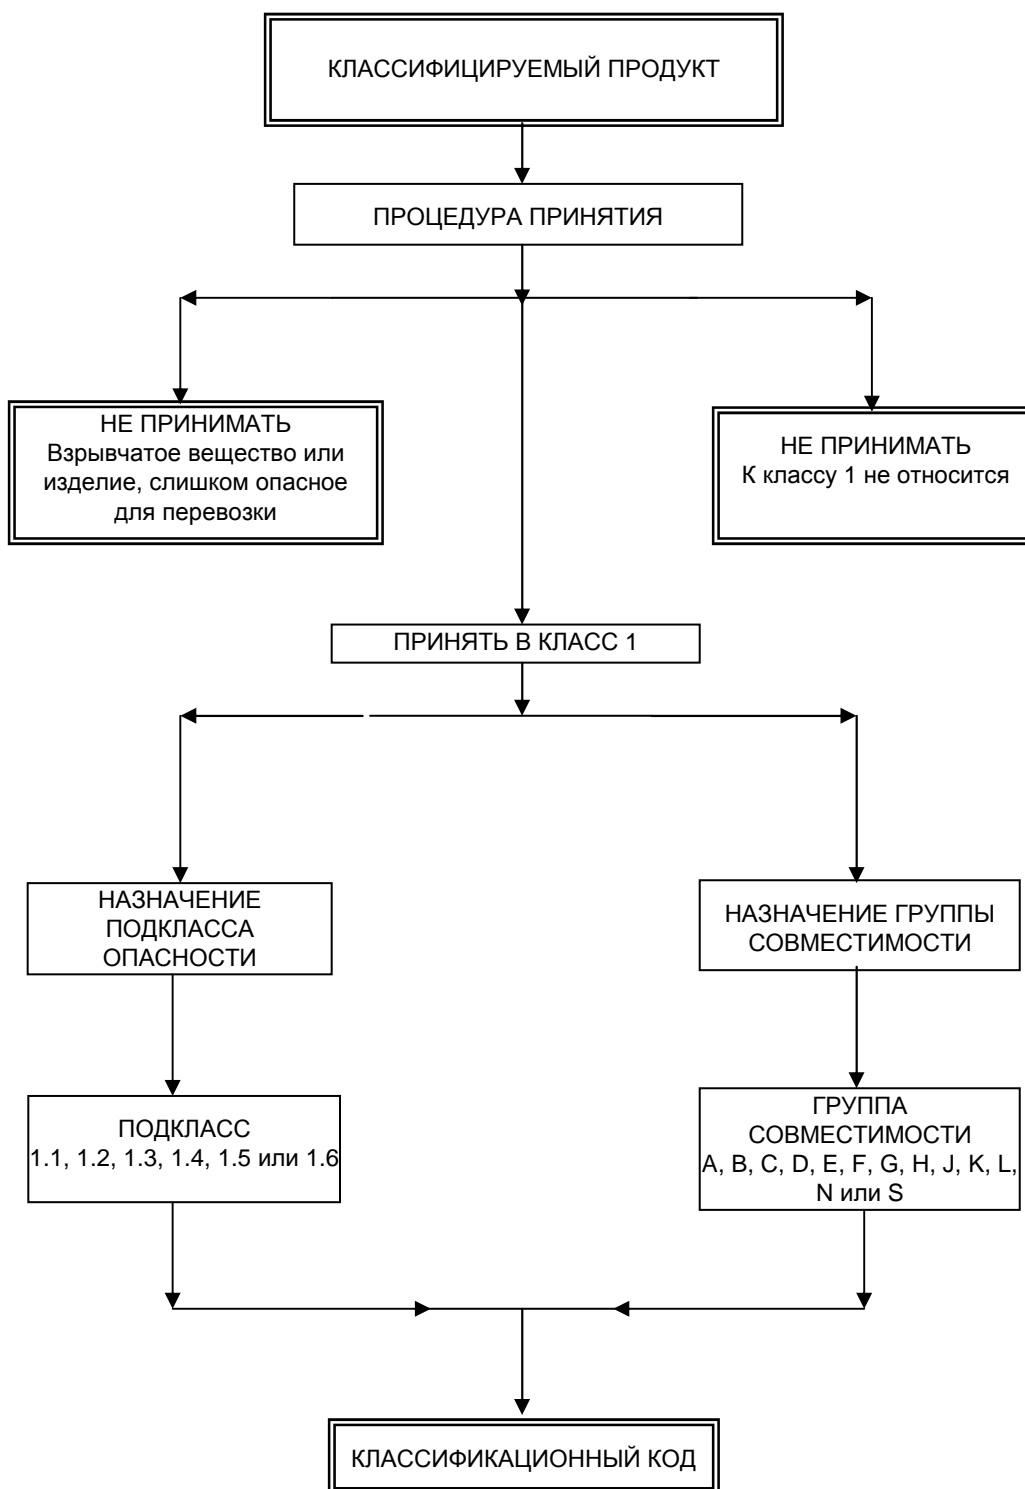 КЛАССИФИЦИРУЕМЫЙ ПРОДУКТ
ПРОЦЕДУРА ПРИНЯТИЯ
НЕ ПРИНИМАТЬ
Взрывчатое вещество или
изделие, слишком опасное
для перевозки
НЕ ПРИНИМАТЬ
К классу 1 не относится
ПРИНЯТЬ В КЛАСС 1
НАЗНАЧЕНИЕ
ПОДКЛАССА
ОПАСНОСТИ
НАЗНАЧЕНИЕ ГРУППЫ
СОВМЕСТИМОСТИ
ПОДКЛАСС
1.1, 1.2, 1.3, 1.4, 1.5 или 1.6
ГРУППА
СОВМЕСТИМОСТИ
A, B, C, D, E, F, G, H, J, K, L,
N или S
КЛАССИФИКАЦИОННЫЙ КОД